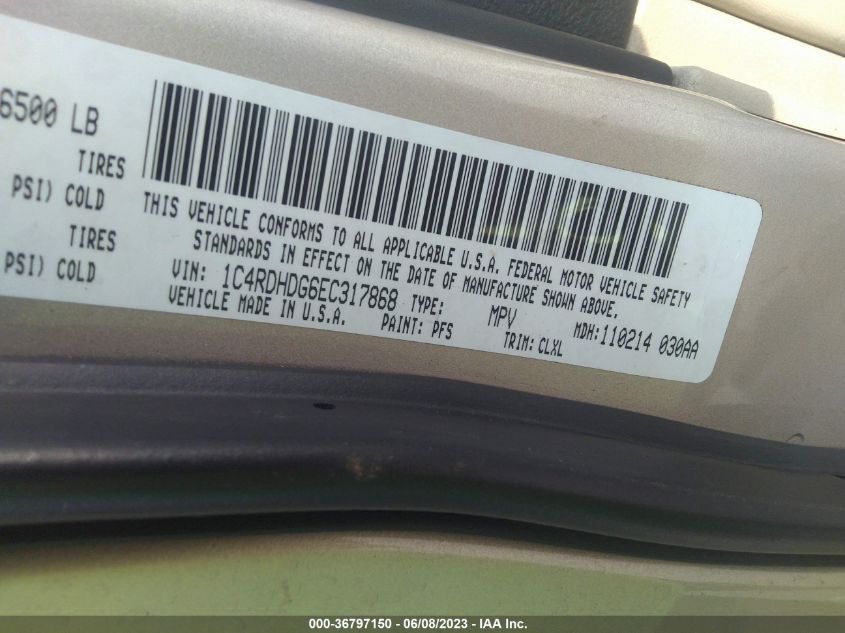 6500 LB
TIRES
PSI) COLD
TIRES
PSI) COLD
THIS VEHICLE CONFORMS TO ALL APPLICABLE U.S.A. FEDERAL MOTOR VEHICLE SAFETY
STANDARDS IN EFFECT ON THE DATE OF MANUFACTURE SHOWN ABOVE.
VIN: 1C4RDHDG6EC317868 TYPE: MPV MDH:110214 030AA
VEHICLE MADE IN U.S.A. PAINT: PFS TRIM: CLXL
000-36797150 - 06/08/2023 - IAA Inc.